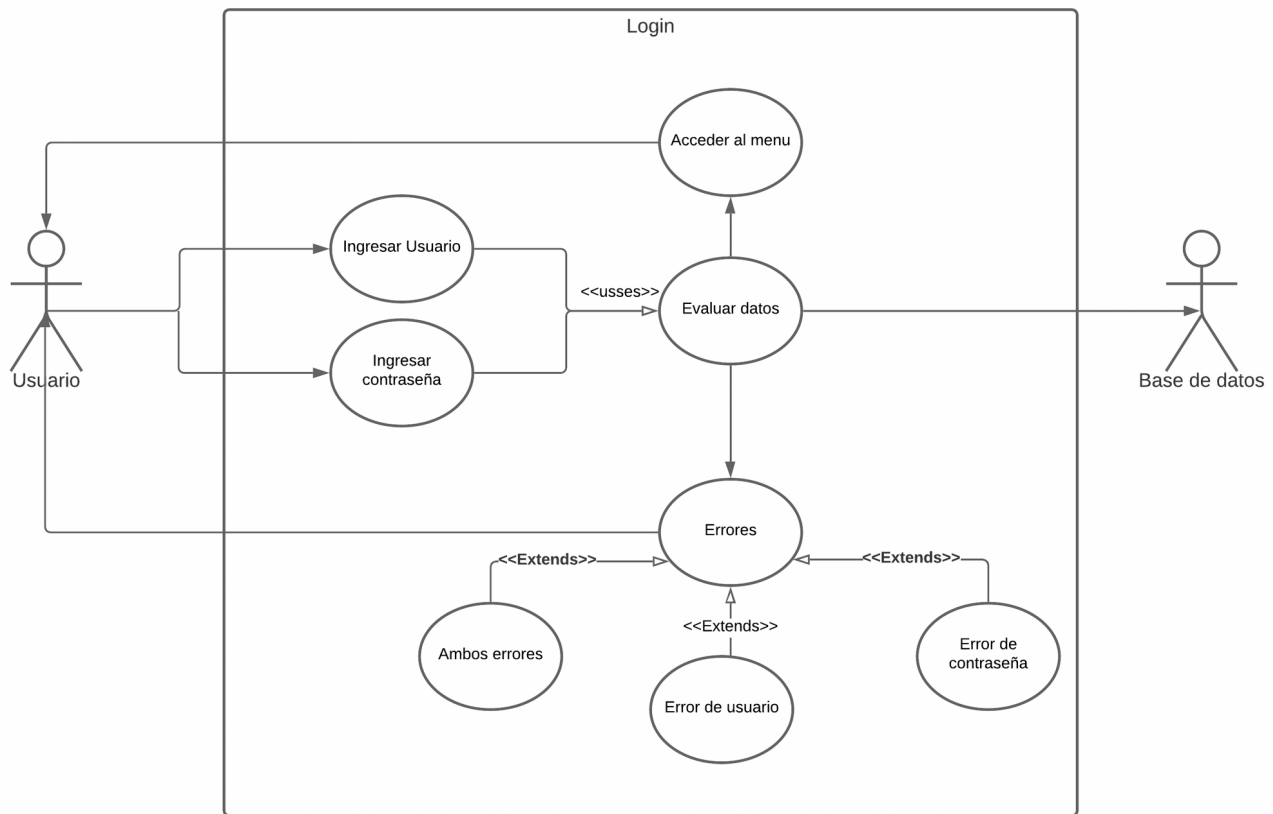 Login
Acceder al menu
Ingresar Usuario
<<usses>>
Evaluar datos
Ingresar
contraseña
Usuario
Base de datos
Errores
<<Extends>>
<<Extends>>
<<Extends>>
Ambos errores
Error de usuario
Error de
contraseña